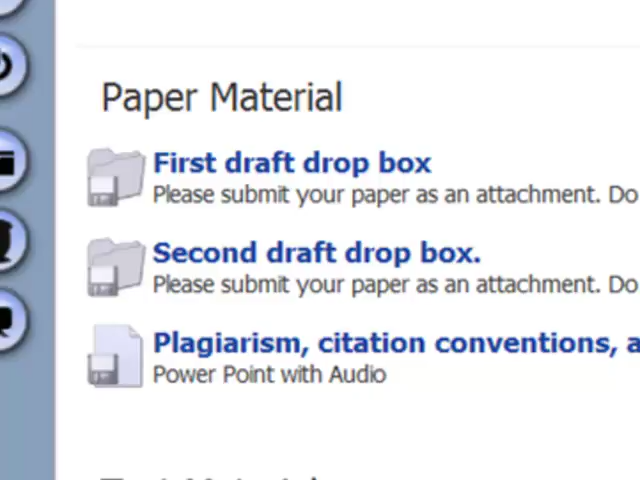 Paper Material
First draft drop box
Please submit your paper as an attachment. Do
Second draft drop box.
Please submit your paper as an attachment. Do
Plagiarism, citation conventions, a
Power Point with Audio